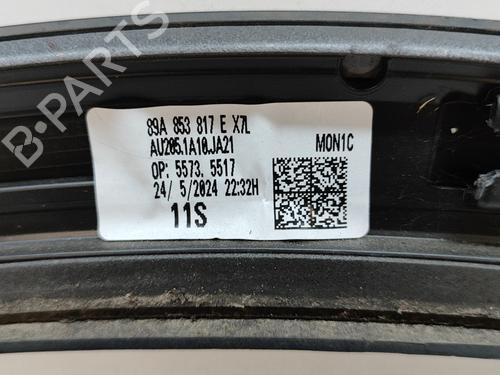 89A 853 817 E X7L
AU285.1A10.JA21
OP: 5573, 5517
24/ 5/2024 22:32H
11S
MON1C
B-PARTS